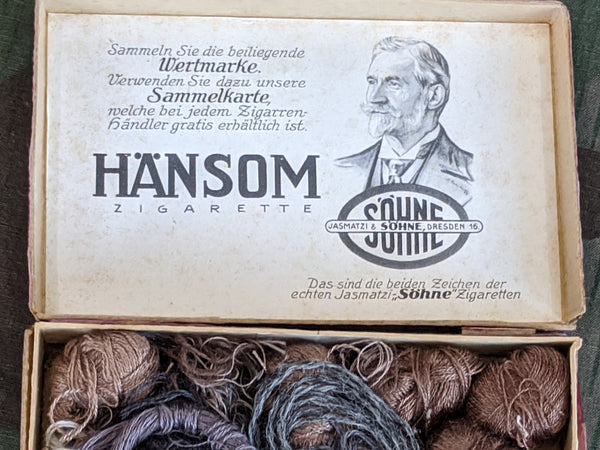 Sammeln Sie die beiliegende
Wertmarke.
Verwenden Sie dazu unsere
Sammelkarte,
welche bei jedem Zigarren-
händler gratis erhältlich ist.
HÄNSOM
ZIGARETTE
SÖHNE
JASMATZI & SÖHNE, DRESDEN 16.
SÖHNE
Das sind die beiden Zeichen der
echten Jasmatzi-„Söhne"Zigaretten